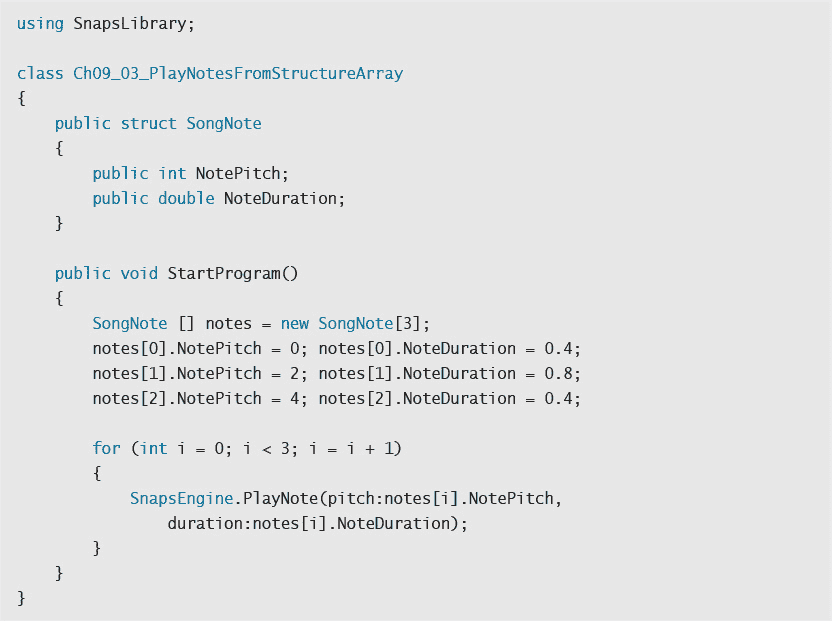 using SnapsLibrary;

class Ch09_03_PlayNotesFromStructureArray
{
    public struct SongNote
    {
        public int NotePitch;
        public double NoteDuration;
    }

    public void StartProgram()
    {
        SongNote [] notes = new SongNote[3];
        notes[0].NotePitch = 0; notes[0].NoteDuration = 0.4;
        notes[1].NotePitch = 2; notes[1].NoteDuration = 0.8;
        notes[2].NotePitch = 4; notes[2].NoteDuration = 0.4;

        for (int i = 0; i < 3; i = i + 1)
        {
            SnapsEngine.PlayNote(pitch:notes[i].NotePitch,
                duration:notes[i].NoteDuration);
        }
    }
}